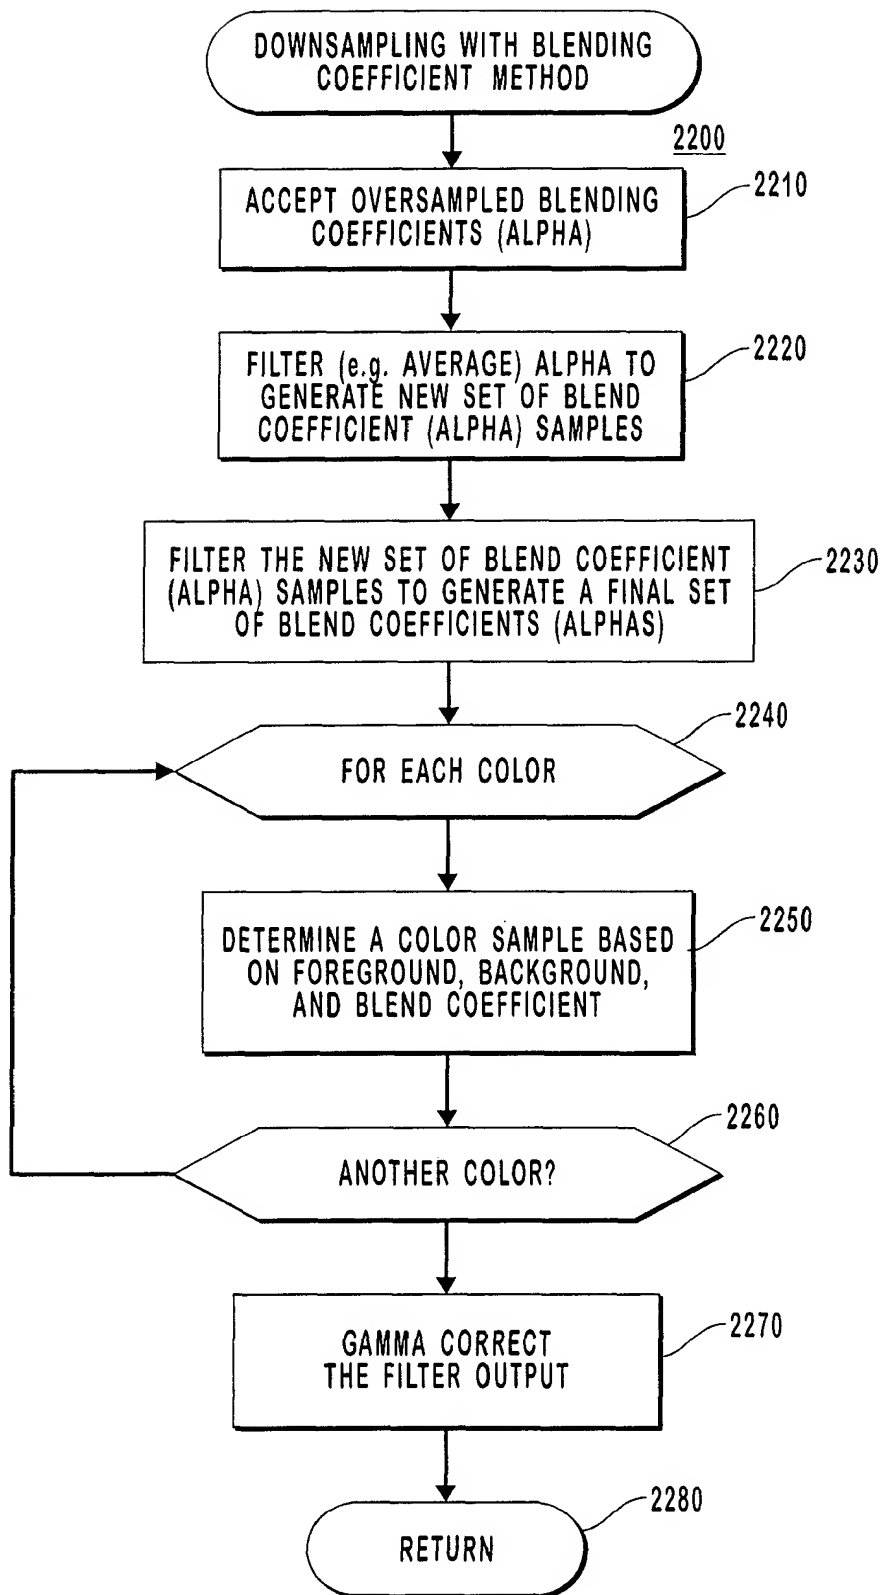 DOWNSAMPLING WITH BLENDING
COEFFICIENT METHOD
2200
2210
ACCEPT OVERSAMPLED BLENDING
COEFFICIENTS (ALPHA)
2220
FILTER (e.g. AVERAGE) ALPHA TO
GENERATE NEW SET OF BLEND
COEFFICIENT (ALPHA) SAMPLES
2230
FILTER THE NEW SET OF BLEND COEFFICIENT
(ALPHA) SAMPLES TO GENERATE A FINAL SET
OF BLEND COEFFICIENTS (ALPHAS)
2240
FOR EACH COLOR
2250
DETERMINE A COLOR SAMPLE BASED
ON FOREGROUND, BACKGROUND,
AND BLEND COEFFICIENT
2260
ANOTHER COLOR?
2270
GAMMA CORRECT
THE FILTER OUTPUT
2280
RETURN